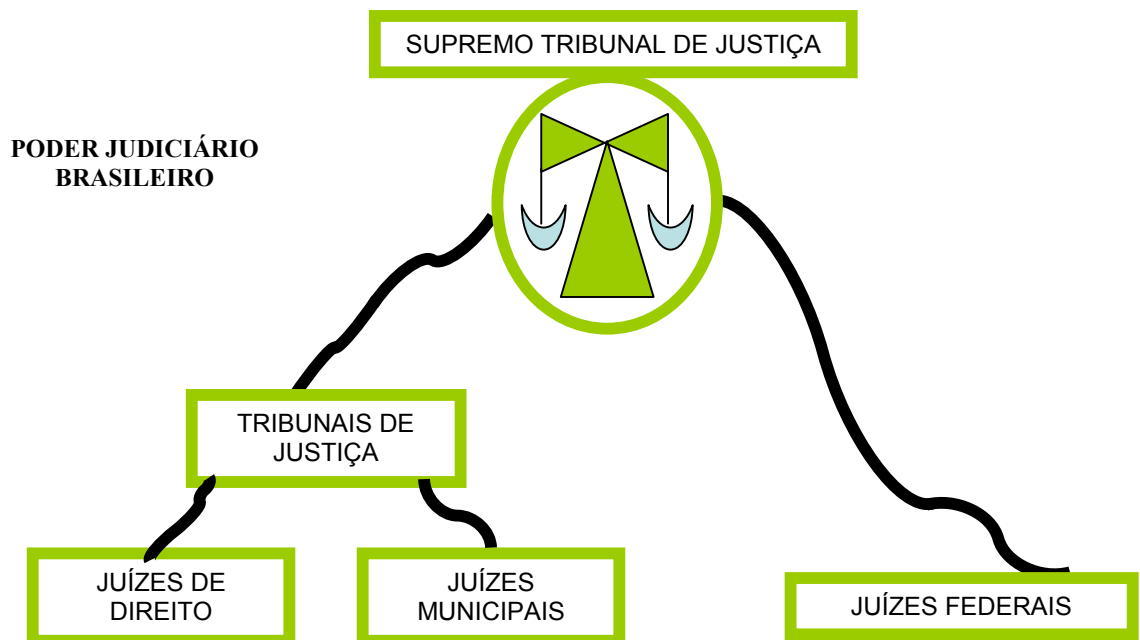 SUPREMO TRIBUNAL DE JUSTIÇA
PODER JUDICIÁRIO
BRASILEIRO
TRIBUNAIS DE
JUSTIÇA
JUÍZES DE
DIREITO
JUÍZES
MUNICIPAIS
JUÍZES FEDERAIS